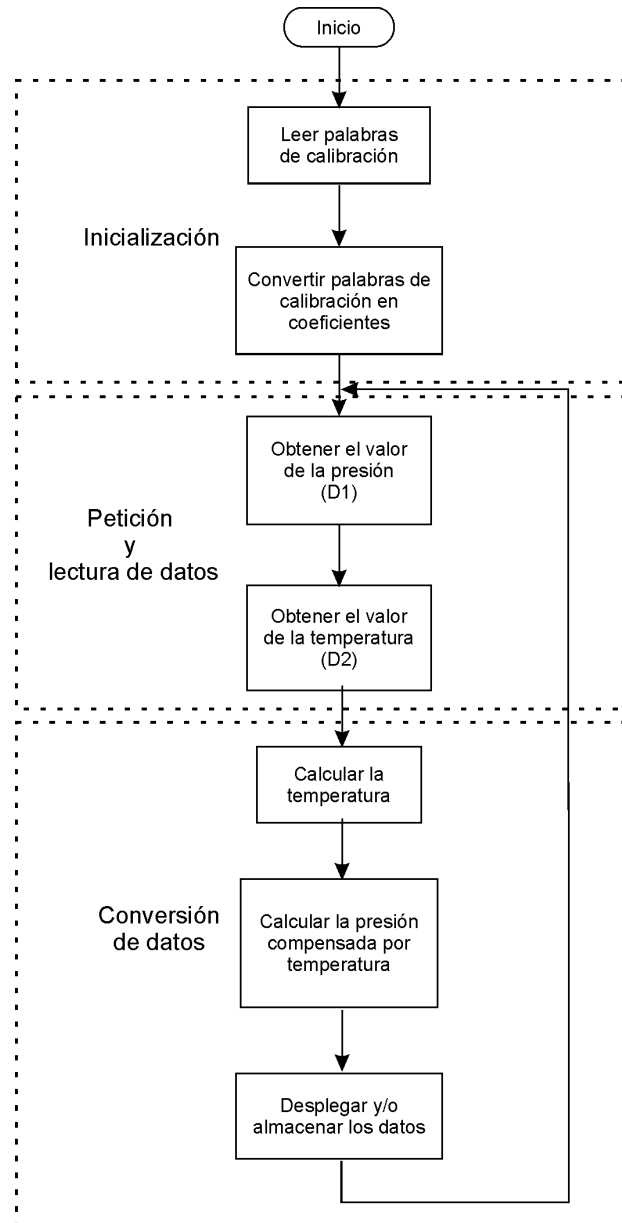 Inicio
Leer palabras
de calibración
Inicialización
Convertir palabras de
calibración en
coeficientes
Obtener el valor
de la presión
(D1)
Petición
y
lectura de datos
Obtener el valor
de la temperatura
(D2)
Calcular la
temperatura
Conversión
de datos
Calcular la presión
compensada por
temperatura
Desplegar y/o
almacenar los datos